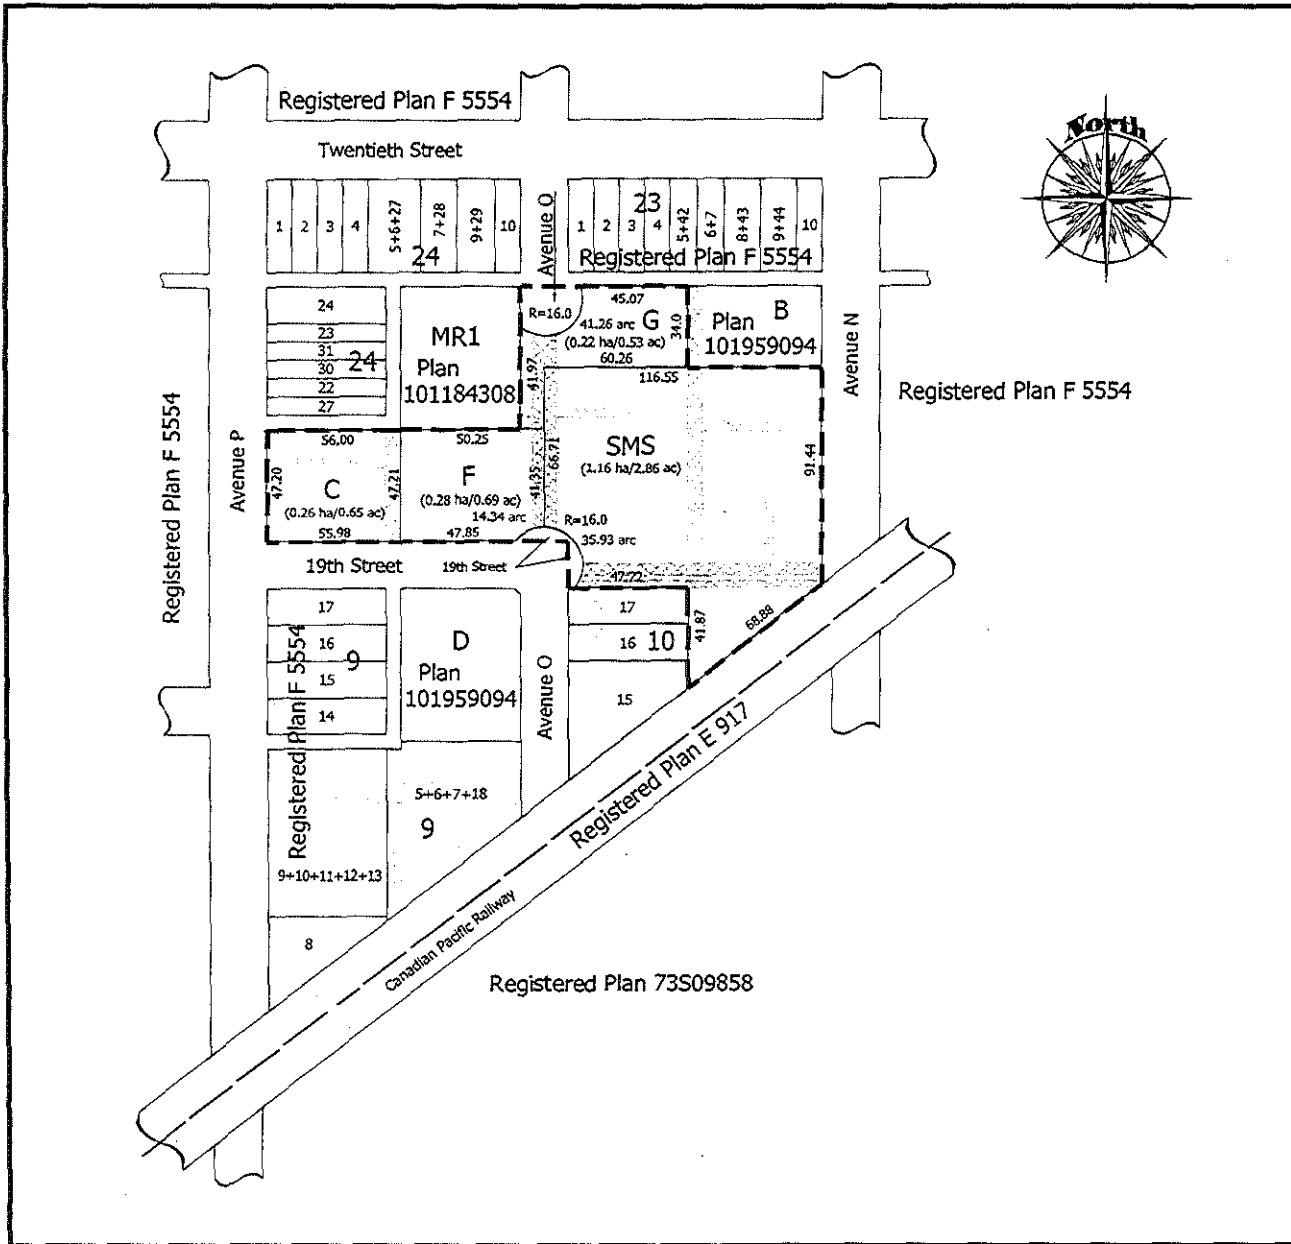 Registered Plan F 5554
North
Twentieth Street
1
2
3
4
5+6+27
7+28
9+29
10
24
Avenue O
1
2
3
4
5+42
6+7
8+43
9+44
10
23
Registered Plan F 5554
24
23
31
30
22
27
24
MR1
Plan
101184308
R=16.0
45.07
41.26 arc
G
(0.22 ha/0.53 ac)
60.26
34.0
B
Plan
101959094
Avenue N
Registered Plan F 5554
41.97
116.55
Registered Plan F 5554
Avenue P
56.00
50.25
47.20
C
(0.26 ha/0.65 ac)
55.98
47.21
F
(0.28 ha/0.69 ac)
14.34 arc
47.85
41.35
66.71
SMS
(1.16 ha/2.86 ac)
91.44
R=16.0
35.93 arc
19th Street
19th Street
47.72
41.87
68.88
17
16
15
14
9
Registered Plan F 5554
D
Plan
101959094
Avenue O
17
16
10
15
5+6+7+18
9
9+10+11+12+13
8
Registered Plan E 917
Canadian Pacific Railway
Registered Plan 73S09858